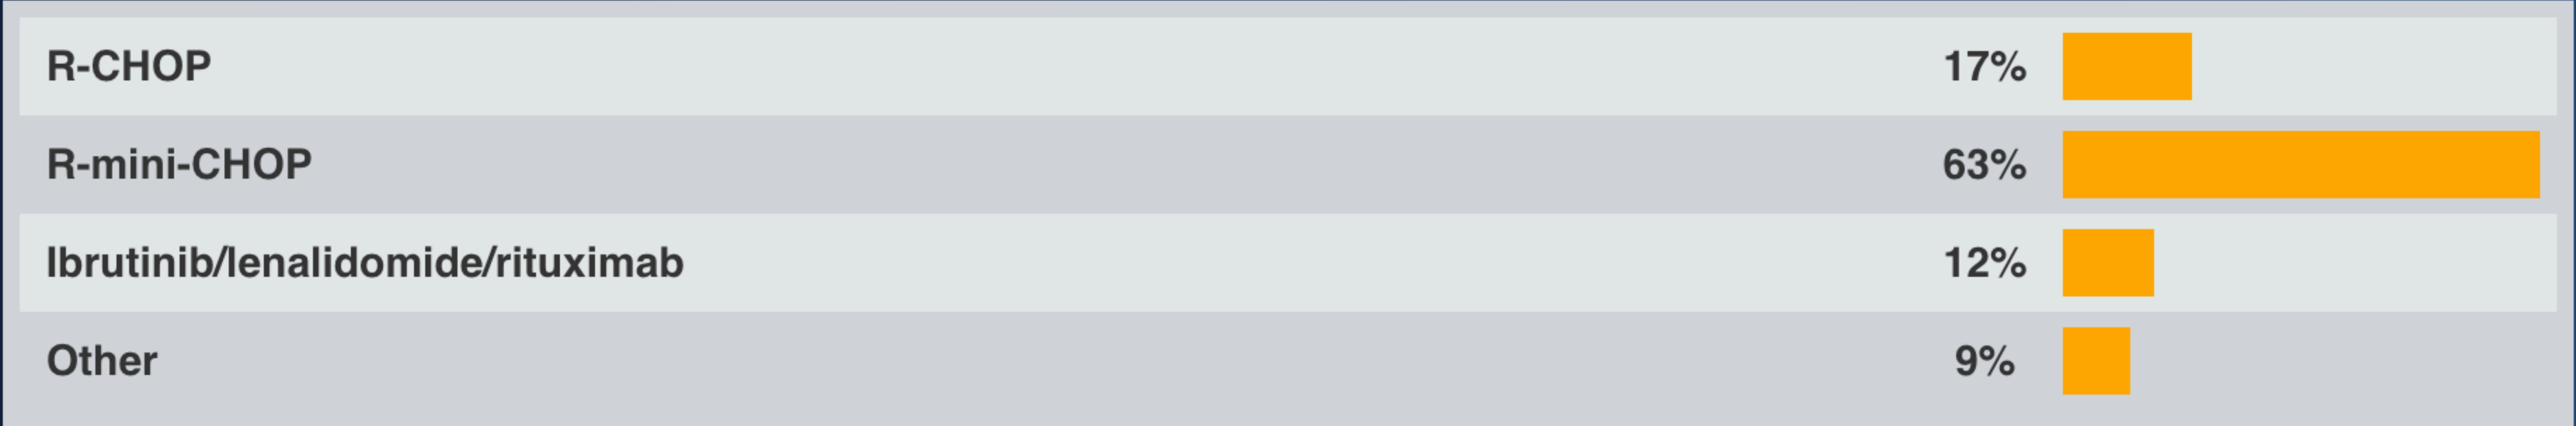 R-CHOP 17%
R-mini-CHOP 63%
Ibrutinib/lenalidomide/rituximab 12%
Other 9%